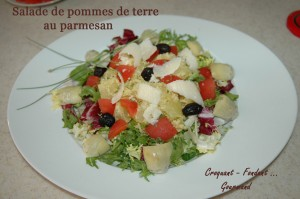 Salade de pommes de terre
au parmesan
Croquant - Fondant ...
Gourmand